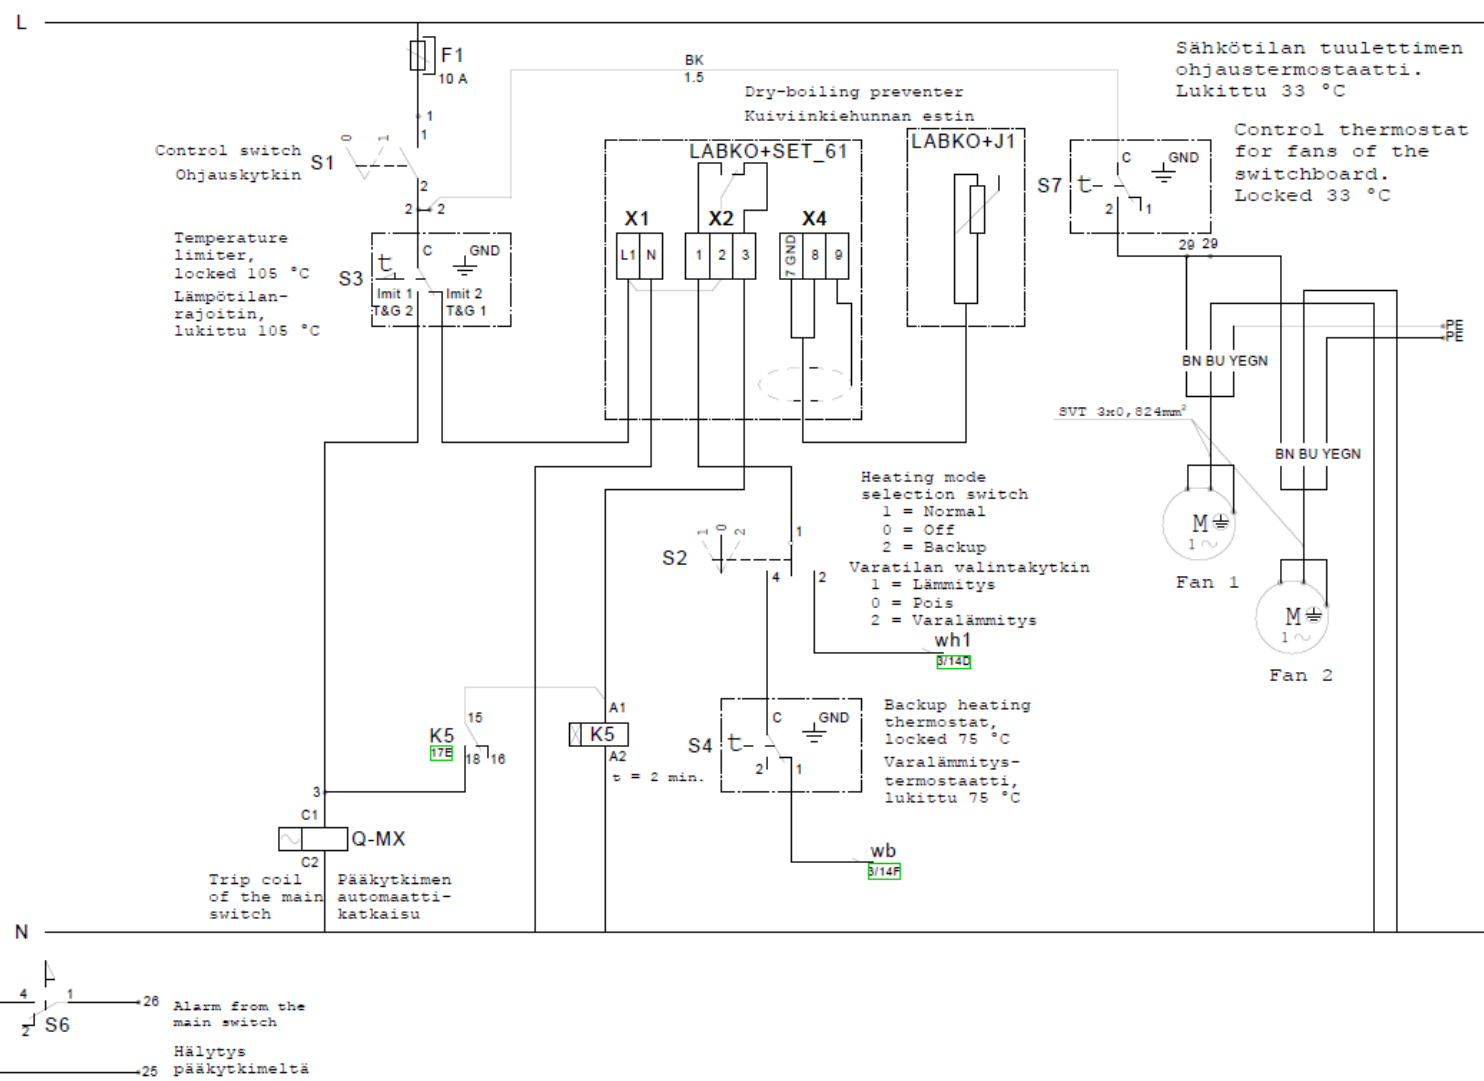 L
F1
10 A
1
1
0 1
Control switch
Ohjauskytkin
S1
2
2 2
BK
1.5
Dry-boiling preventer
Kuiviinkiehunnan estin
Sähkötilan tuulettimen
ohjaustermostaatti.
Lukittu 33 °C
Control thermostat
for fans of the
switchboard.
Locked 33 °C
LABKO+SET_61
X1
X2
X4
L1 N
1 2 3
7 GND 8 9
LABKO+J1
S7
C
GND
t
2
1
29 29
Temperature
limiter,
locked 105 °C
Lämpötilan-
rajoitin,
lukittu 105 °C
S3
t
C
GND
Imit 1
T&G 2
Imit 2
T&G 1
PE
PE
BN BU YEGN
SVT 3x0,824mm²
BN BU YEGN
M
1 ~
Fan 1
M
1 ~
Fan 2
Heating mode
selection switch
1 = Normal
0 = Off
2 = Backup
Varatilan valintakytkin
1 = Lämmitys
0 = Pois
2 = Varalämmitys
S2
1 0 2
1
4
2
wh1
3/14D
K5
17E
15
18 16
A1
K5
A2
t = 2 min.
S4
t
C
GND
2
1
Backup heating
thermostat,
locked 75 °C
Varalämmitys-
termostaatti,
lukittu 75 °C
wb
3/14F
3
C1
Q-MX
C2
Trip coil
of the main
switch
Pääkytkimen
automaatti-
katkaisu
N
4
1
2
S6
26
Alarm from the
main switch
Hälytys
pääkytkimeltä
25